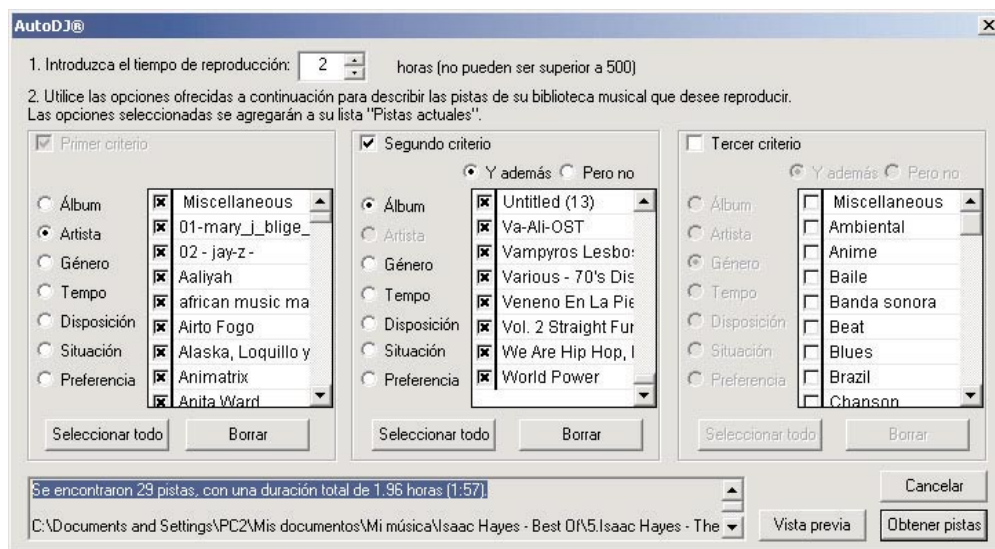 AutoDJ®
1. Introduzca el tiempo de reproducción: 2 horas (no pueden ser superior a 500)
2. Utilice las opciones ofrecidas a continuación para describir las pistas de su biblioteca musical que desee reproducir.
Las opciones seleccionadas se agregarán a su lista "Pistas actuales".
Primer criterio
Álbum
Artista
Género
Tempo
Disposición
Situación
Preferencia
Miscellaneous
01-mary_j_blige_
02 - jay-z -
Aaliyah
african music ma
Airto Fogo
Alaska, Loquillo y
Animatrix
Anita Ward
Seleccionar todo
Borrar
Segundo criterio
Y además Pero no
Álbum
Artista
Género
Tempo
Disposición
Situación
Preferencia
Untitled (13)
Va-Ali-OST
Vampyros Lesbo
Various - 70's Dis
Veneno En La Pie
Vol. 2 Straight Fur
We Are Hip Hop,
World Power
Seleccionar todo
Borrar
Tercer criterio
Y además Pero no
Álbum
Artista
Género
Tempo
Disposición
Situación
Preferencia
Miscellaneous
Ambiental
Anime
Baile
Banda sonora
Beat
Blues
Brazil
Chanson
Seleccionar todo
Borrar
Se encontraron 29 pistas, con una duración total de 1.96 horas (1:57).
C:\Documents and Settings\PC2\Mis documentos\Mi música\Isaac Hayes - Best Of\5.Isaac Hayes - The
Cancelar
Vista previa
Obtener pistas